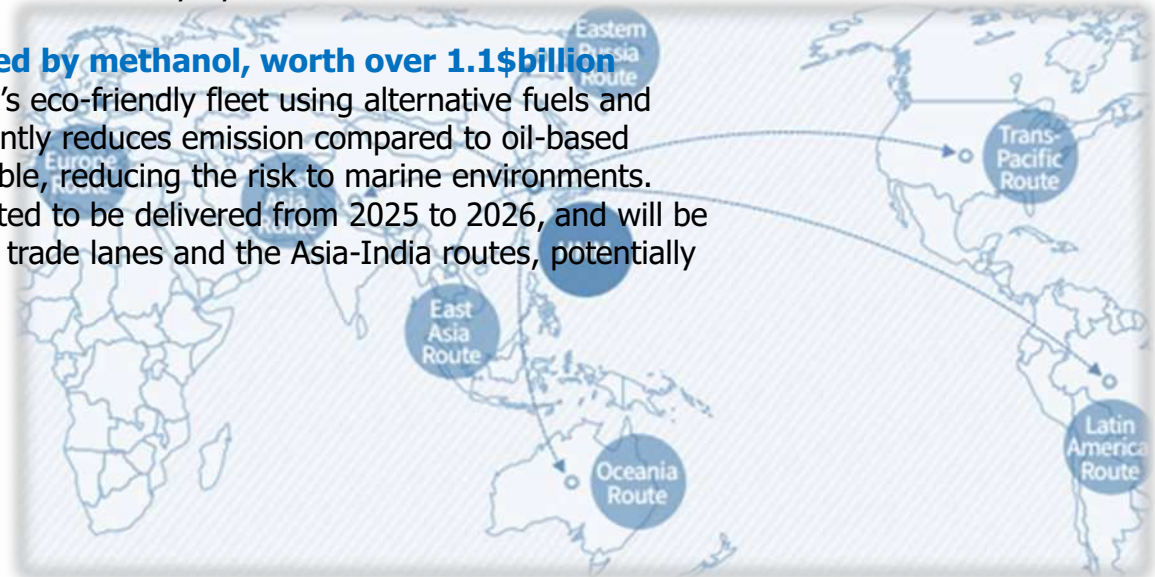 ed by methanol, worth over 1.1$billion
's eco-friendly fleet using alternative fuels and
ntly reduces emission compared to oil-based
ble, reducing the risk to marine environments.
ted to be delivered from 2025 to 2026, and will be
trade lanes and the Asia-India routes, potentially
Eastern
Russia
Route
Europe
Trans-
Pacific
Route
East
Asia
Route
Oceania
Route
Latin
America
Route